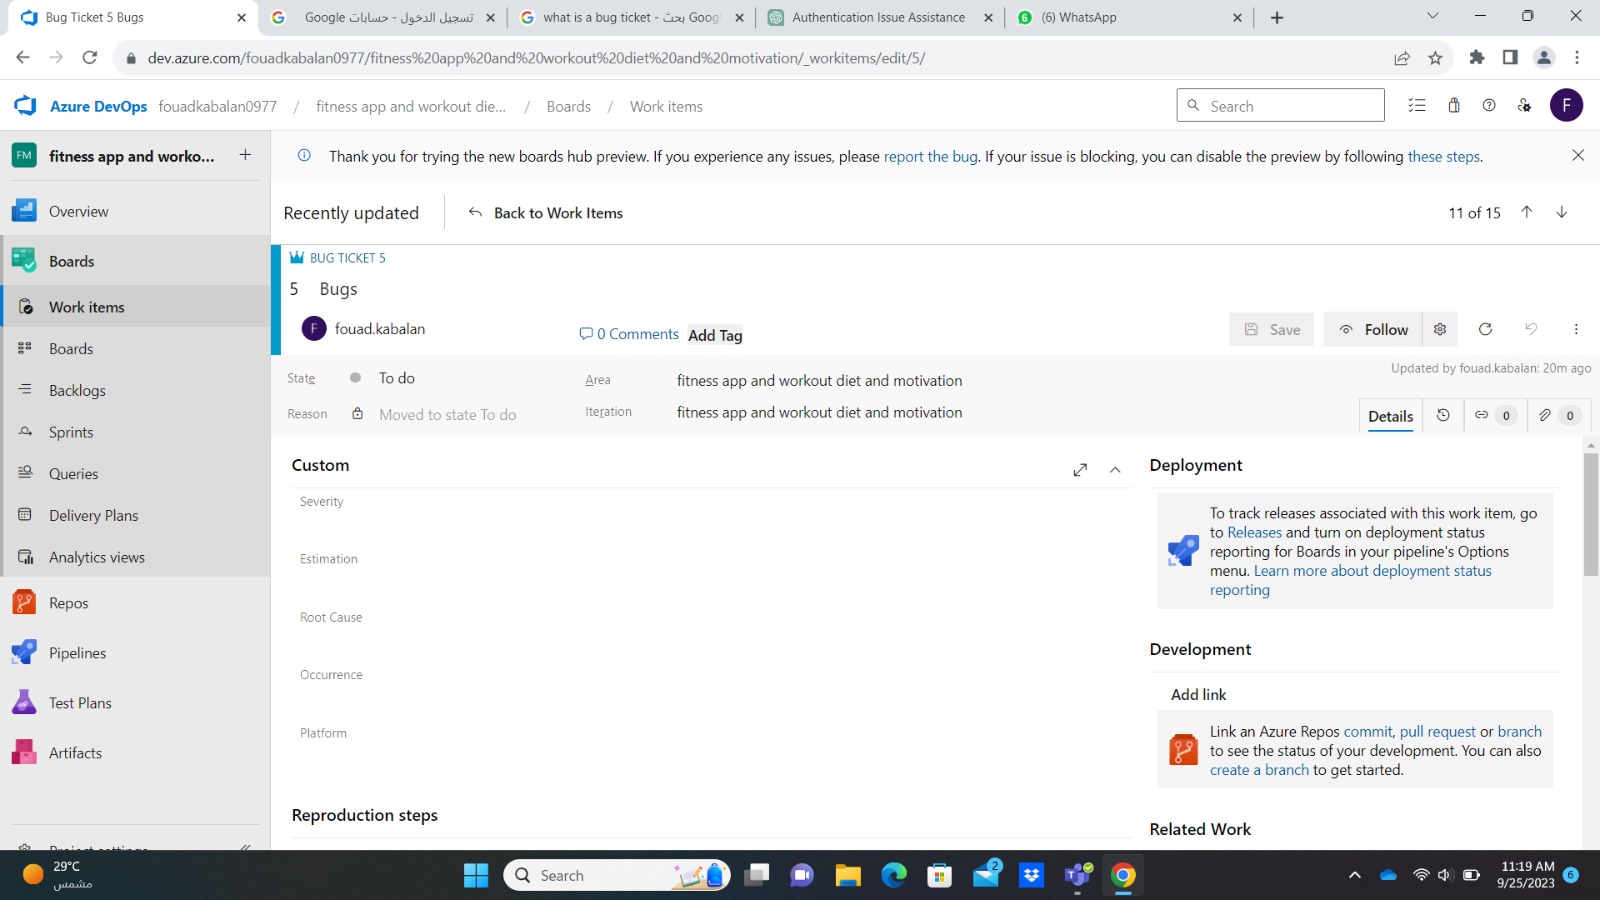 Bug Ticket 5 Bugs
تسجيل الدخول - حسابات Google
what is a bug ticket - بحث Goog
Authentication Issue Assistance
(6) WhatsApp
dev.azure.com/fouadkabalan0977/fitness%20app%20and%20workout%20diet%20and%20motivation/_workitems/edit/5/
Azure DevOps fouadkabalan0977 / fitness app and workout die... / Boards / Work items
Search
F
FM fitness app and worko...
Thank you for trying the new boards hub preview. If you experience any issues, please report the bug. If your issue is blocking, you can disable the preview by following these steps.
Overview
Boards
Work items
Boards
Backlogs
Sprints
Queries
Delivery Plans
Analytics views
Repos
Pipelines
Test Plans
Artifacts
Project settings
Recently updated
Back to Work Items
11 of 15
BUG TICKET 5
5 Bugs
F fouad.kabalan
0 Comments
Add Tag
Save
Follow
State To do
Area fitness app and workout diet and motivation
Updated by fouad.kabalan: 20m ago
Reason Moved to state To do
Iteration fitness app and workout diet and motivation
Details
0
0
Custom
Severity
Estimation
Root Cause
Occurrence
Platform
Reproduction steps
Deployment
To track releases associated with this work item, go
to Releases and turn on deployment status
reporting for Boards in your pipeline's Options
menu. Learn more about deployment status
reporting
Development
Add link
Link an Azure Repos commit, pull request or branch
to see the status of your development. You can also
create a branch to get started.
Related Work
29°C
مشمس
Search
2
11:19 AM
9/25/2023
6